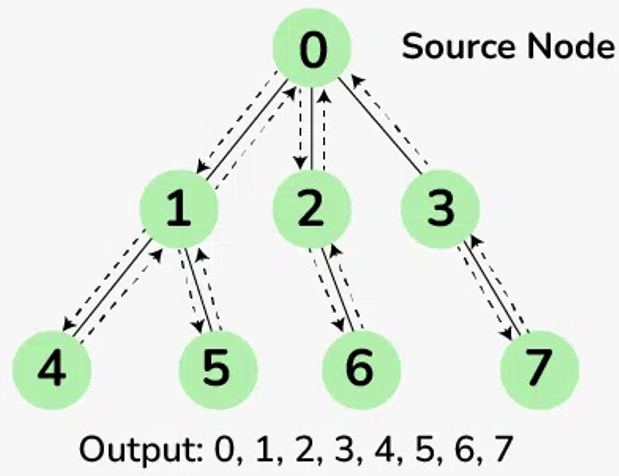 0 Source Node
1 2 3
4 5 6 7
Output: 0, 1, 2, 3, 4, 5, 6, 7